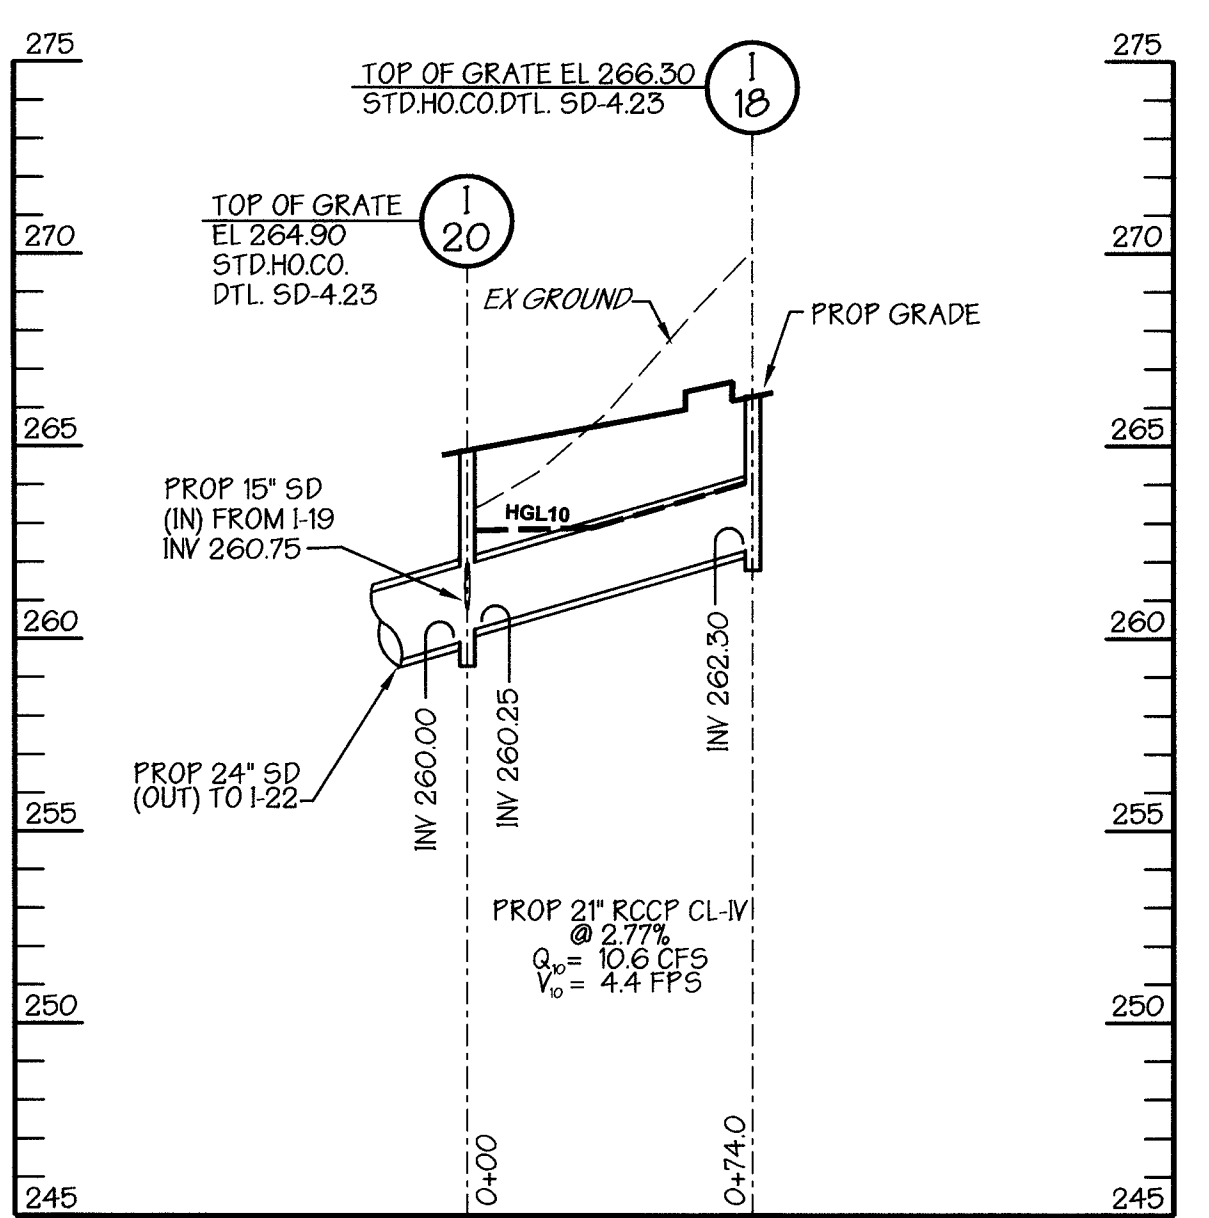 275
275
TOP OF GRATE EL 266.30
STD.HO.CO.DTL. SD-4.23
I
18
TOP OF GRATE
EL 264.90
STD.HO.CO.
DTL. SD-4.23
I
20
270
270
EX GROUND
PROP GRADE
265
265
PROP 15" SD
(IN) FROM I-19
INV 260.75
HGL10
260
260
INV 260.00
INV 260.25
INV 262.30
PROP 24" SD
(OUT) TO I-22
255
255
PROP 21" RCCP CL-IV
@ 2.77%
Q10= 10.6 CFS
V10= 4.4 FPS
250
250
0+00
0+74.0
245
245